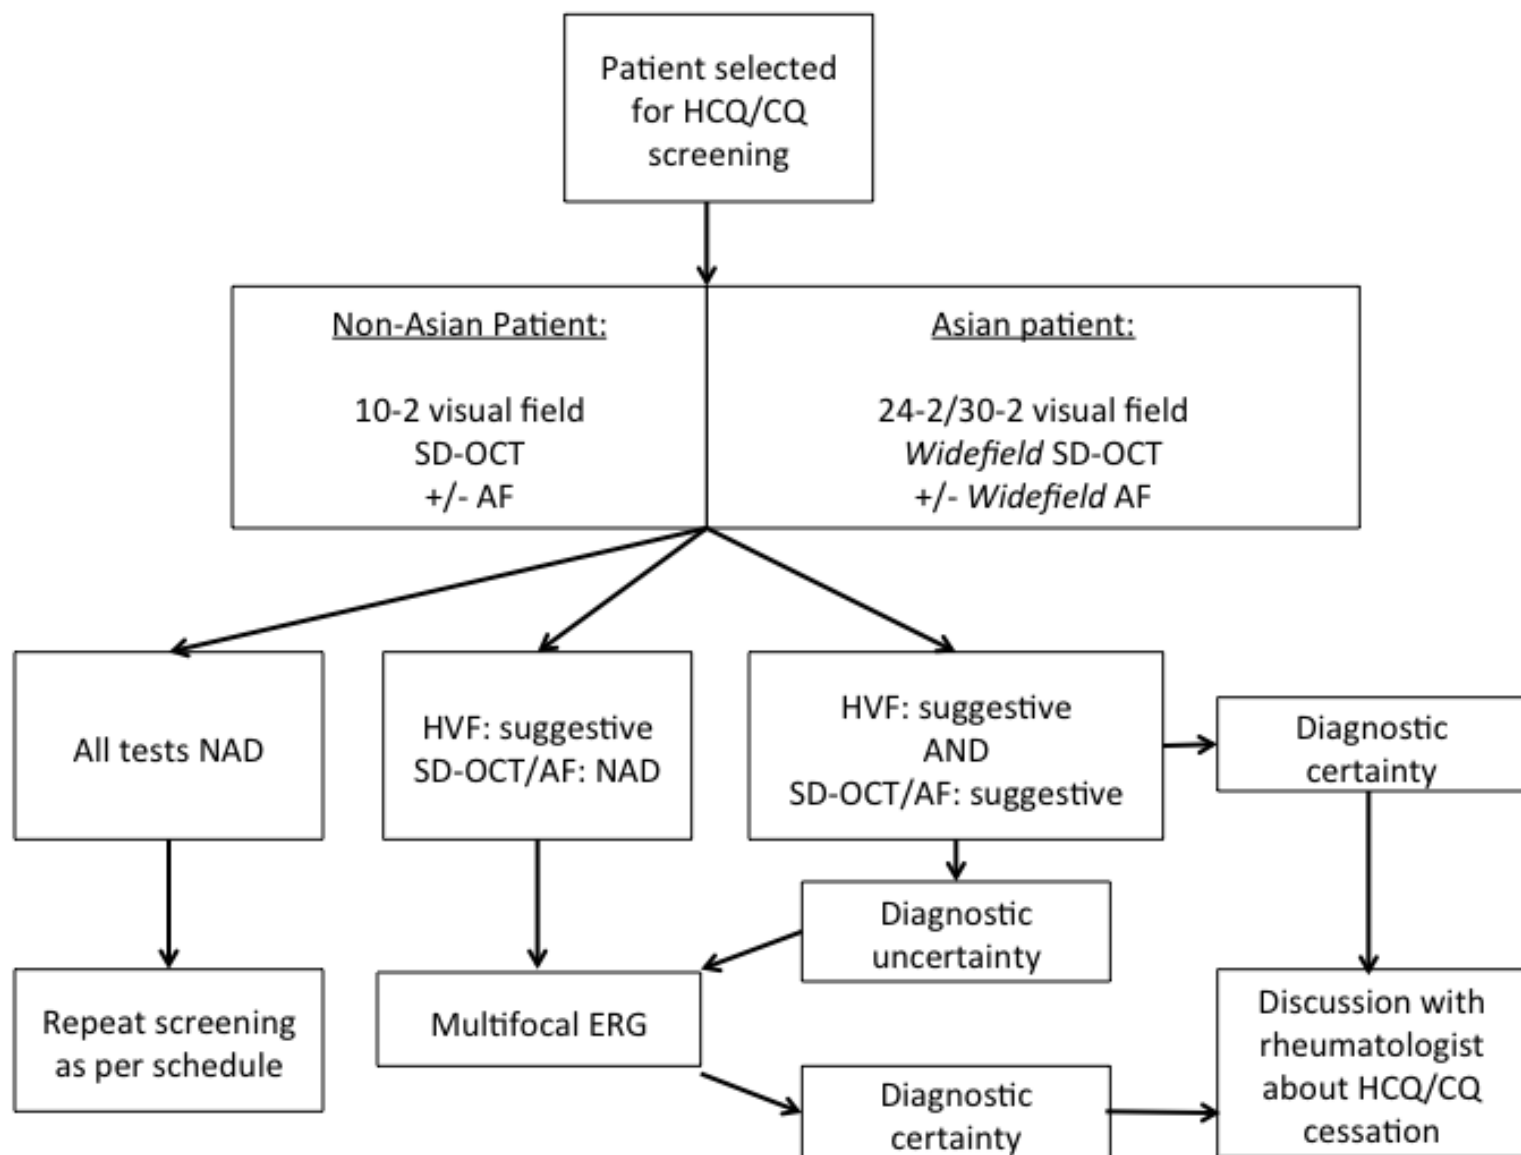 Patient selected
for HCQ/CQ
screening
Non-Asian Patient:
10-2 visual field
SD-OCT
+/- AF
Asian patient:
24-2/30-2 visual field
Widefield SD-OCT
+/- Widefield AF
All tests NAD
HVF: suggestive
SD-OCT/AF: NAD
HVF: suggestive
AND
SD-OCT/AF: suggestive
Diagnostic
certainty
Diagnostic
uncertainty
Repeat screening
as per schedule
Multifocal ERG
Diagnostic
certainty
Discussion with
rheumatologist
about HCQ/CQ
cessation